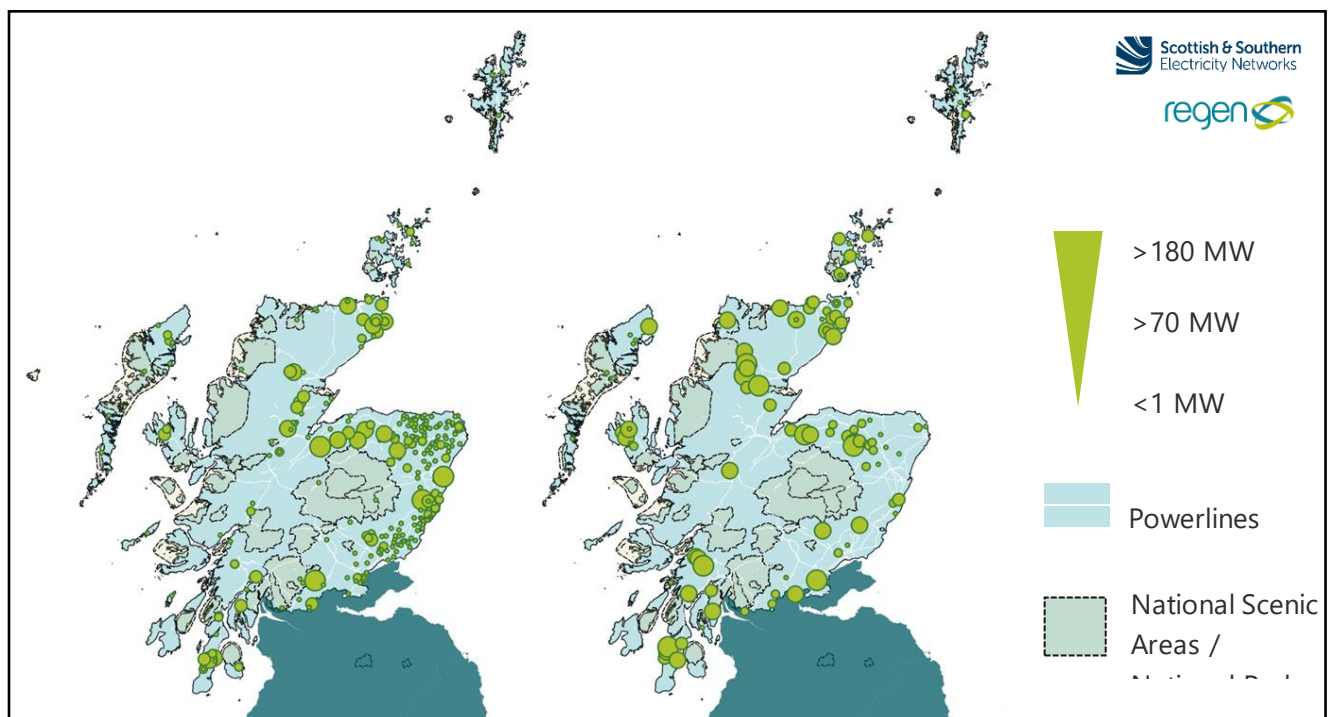 Scottish & Southern
Electricity Networks
regen
>180 MW
>70 MW
<1 MW
Powerlines
National Scenic
Areas /